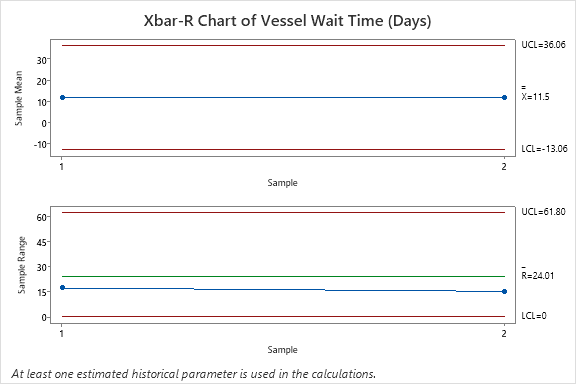 Xbar-R Chart of Vessel Wait Time (Days)
UCL=36.06
30
20
10
0
-10
Sample Mean
=
X=11.5
LCL=-13.06
1
2
Sample
UCL=61.80
60
45
30
15
0
Sample Range
_
R=24.01
LCL=0
1
2
Sample
At least one estimated historical parameter is used in the calculations.